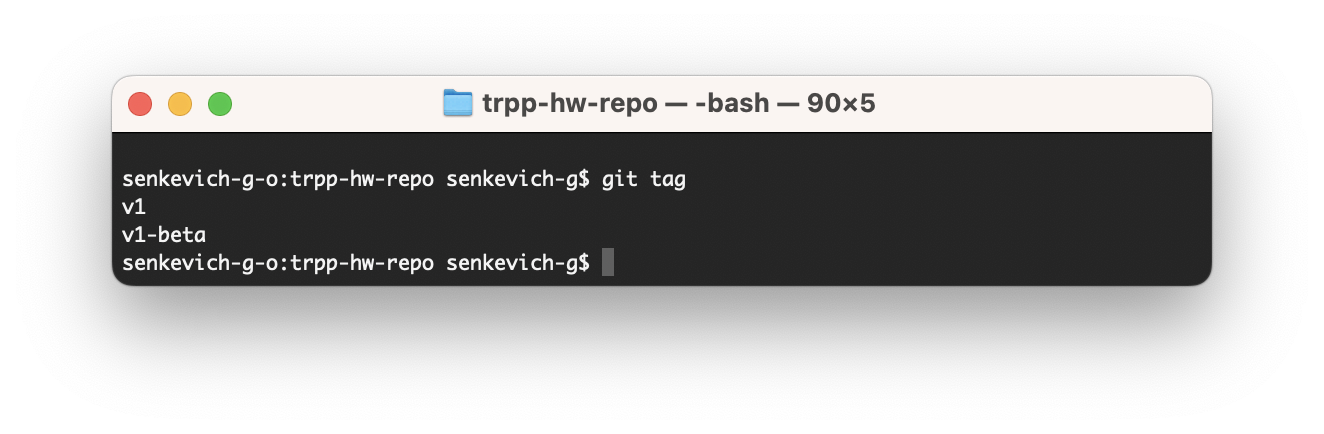 trpp-hw-repo — -bash — 90×5
senkevich-g-o:trpp-hw-repo senkevich-g$ git tag
v1
v1-beta
senkevich-g-o:trpp-hw-repo senkevich-g$